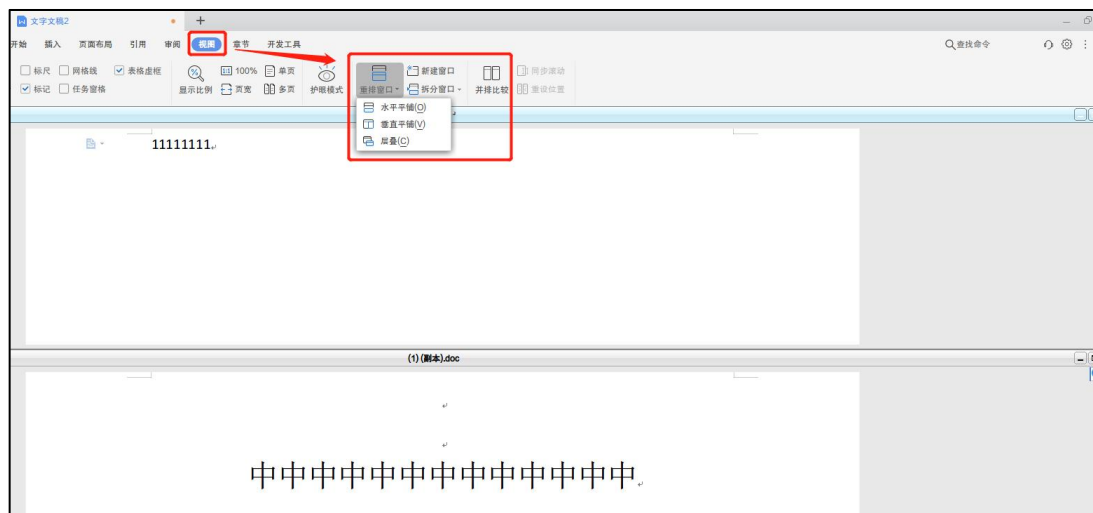 文字文稿2
开始 插入 页面布局 引用 审阅 视图 章节 开发工具 查找命令
标尺 网格线 表格虚框 100% 单页 新建窗口 同步滚动
标记 任务窗格 显示比例 页宽 多页 护眼模式 重排窗口 拆分窗口 并排比较 重设位置
水平平铺(O)
垂直平铺(V)
层叠(C)
11111111
(1) (副本).doc
中中中中中中中中中中中中中